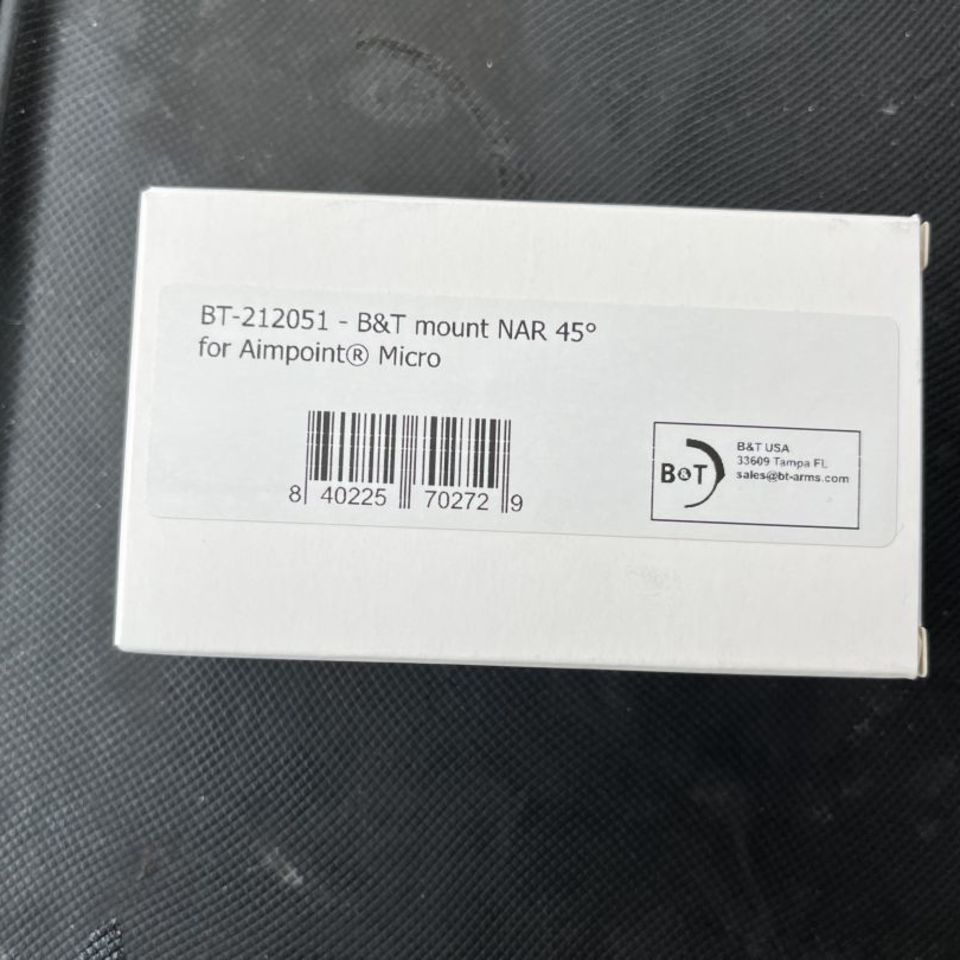 BT-212051 - B&T mount NAR 45°
for Aimpoint® Micro
8 40225 70272 9
B&T
B&T USA
33609 Tampa FL
sales@bt-arms.com